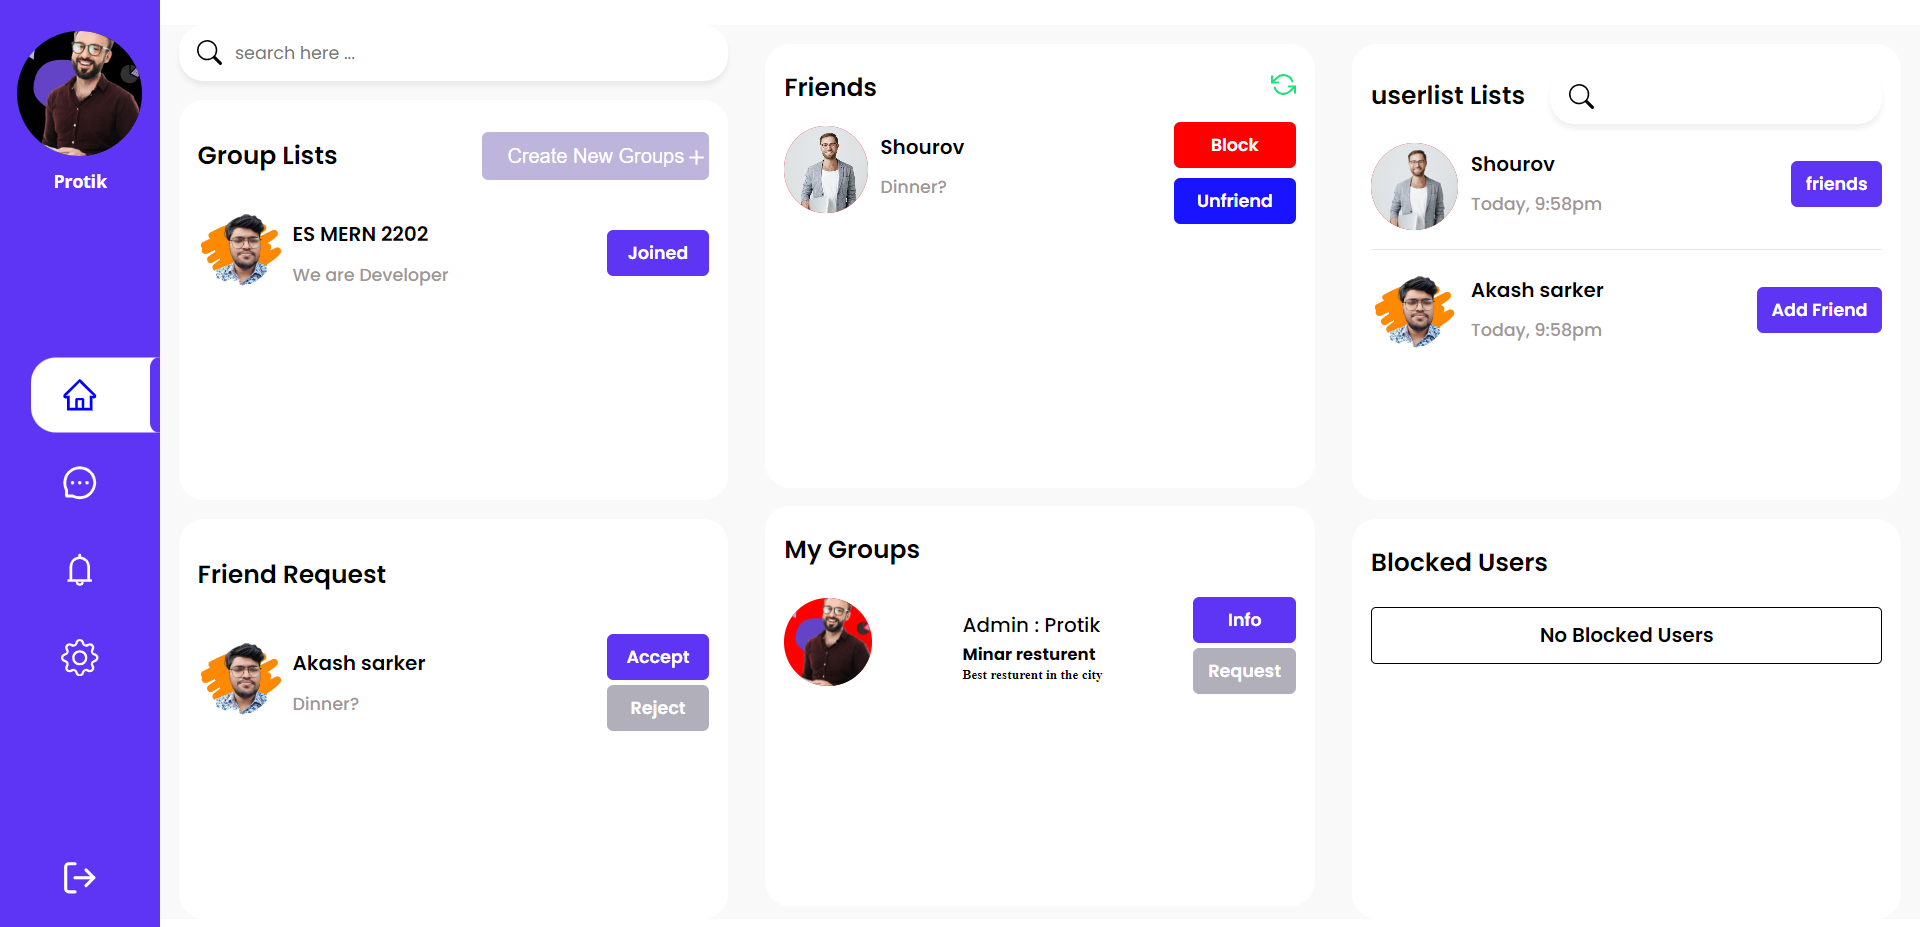 Protik
search here ...
Group Lists
Create New Groups+
ES MERN 2202
We are Developer
Joined
Friend Request
Akash sarker
Dinner?
Accept
Reject
Friends
Shourov
Dinner?
Block
Unfriend
My Groups
Admin : Protik
Minar resturent
Best resturent in the city
Info
Request
userlist Lists
Shourov
Today, 9:58pm
friends
Akash sarker
Today, 9:58pm
Add Friend
Blocked Users
No Blocked Users